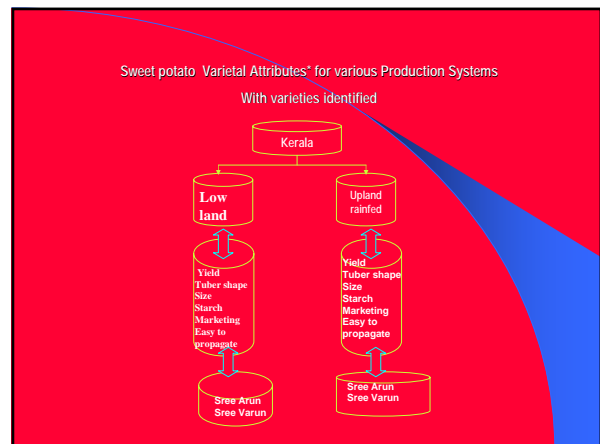 Sweet potato Varietal Attributes* for various Production Systems
With varieties identified
Kerala
Low
land
Yield
Tuber shape
Size
Starch
Marketing
Easy to
propagate
Sree Arun
Sree Varun
Upland
rainfed
Yield
Tuber shape
Size
Starch
Marketing
Easy to
propagate
Sree Arun
Sree Varun